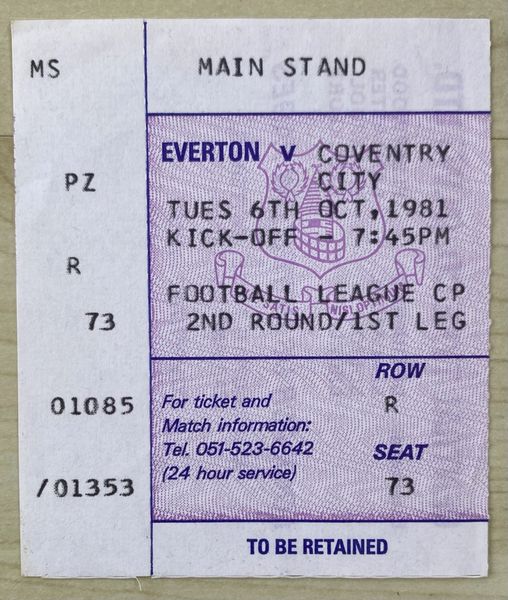 MS
PZ
R
73
01085
/01353
MAIN STAND
EVERTON V COVENTRY
CITY
TUES 6TH OCT,1981
KICK-OFF - 7:45PM
FOOTBALL LEAGUE CP
2ND ROUND/1ST LEG
For ticket and
Match information:
Tel. 051-523-6642
(24 hour service)
ROW
R
SEAT
73
TO BE RETAINED